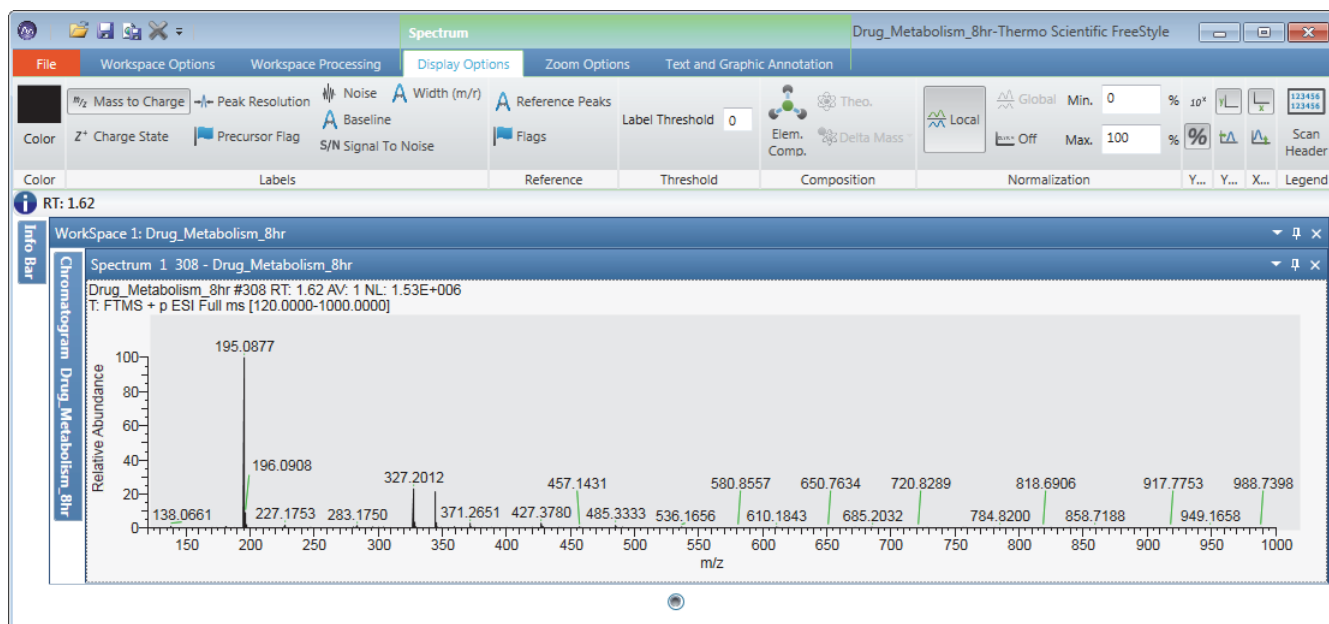 Spectrum
Drug_Metabolism_8hr-Thermo Scientific FreeStyle
File Workspace Options Workspace Processing Display Options Zoom Options Text and Graphic Annotation
m/z Mass to Charge Peak Resolution Noise A Width (m/r) A Reference Peaks Label Threshold 0 Theo. Local Global Min. 0 % 10ˣ y x 123456
123456
Color Z⁺ Charge State Precursor Flag A Baseline Flags Elem. Comp. Delta Mass Off Max. 100 % % Scan Header
S/N Signal To Noise
Color Labels Reference Threshold Composition Normalization Y... Y... X... Legend
i RT: 1.62
Info Bar
WorkSpace 1: Drug_Metabolism_8hr
Chromatogram Drug_Metabolism_8hr
Spectrum 1 308 - Drug_Metabolism_8hr
Drug_Metabolism_8hr #308 RT: 1.62 AV: 1 NL: 1.53E+006
T: FTMS + p ESI Full ms [120.0000-1000.0000]
195.0877
100
80
60
40
20
0
Relative Abundance
196.0908
327.2012
457.1431 580.8557 650.7634 720.8289 818.6906 917.7753 988.7398
138.0661 227.1753 283.1750 371.2651 427.3780 485.3333 536.1656 610.1843 685.2032 784.8200 858.7188 949.1658
150 200 250 300 350 400 450 500 550 600 650 700 750 800 850 900 950 1000
m/z